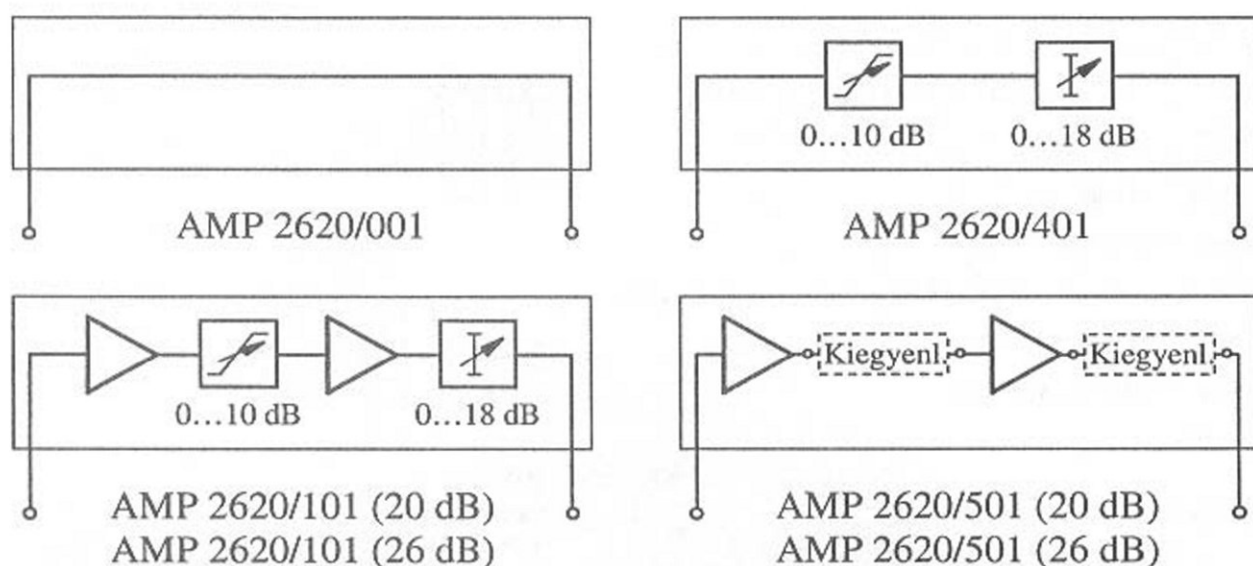 0…10 dB
0…18 dB
AMP 2620/001
AMP 2620/401
Kiegyenl.
Kiegyenl.
0…10 dB
0…18 dB
AMP 2620/101 (20 dB)
AMP 2620/101 (26 dB)
AMP 2620/501 (20 dB)
AMP 2620/501 (26 dB)